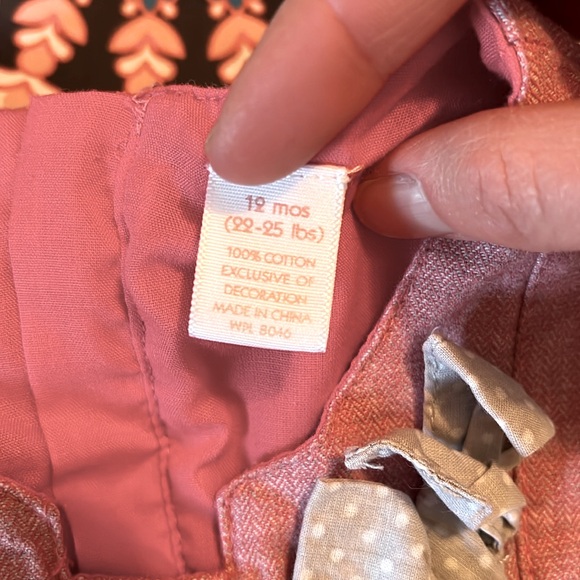 12 mos
(22-25 lbs)
100% COTTON
EXCLUSIVE OF
DECORATION
MADE IN CHINA
WPL 8046